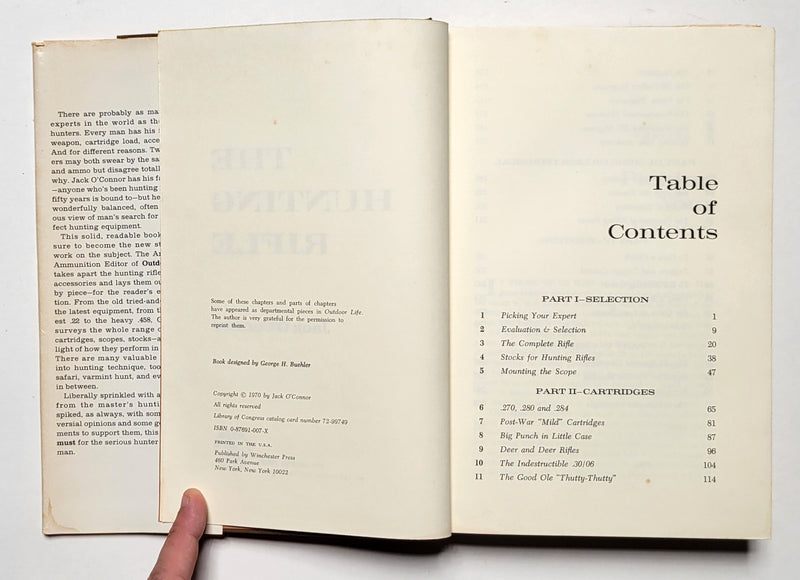 There are probably as ma
experts in the world as th
hunters. Every man has his
weapon, cartridge load, acce
And for different reasons. Tw
ers may both swear by the sa
and ammo but disagree totall
why. Jack O'Connor has his f
—anyone who's been hunting
fifty years is bound to—but he
wonderfully balanced, often
ous view of man's search for
fect hunting equipment.
This solid, readable book
sure to become the new s
work on the subject. The A
Ammunition Editor of Outd
takes apart the hunting rifle
accessories and lays them ou
by piece—for the reader's e
tion. From the old tried-and
the latest equipment, from t
est .22 to the heavy .458, O
surveys the whole range o
cartridges, scopes, stocks—a
light of how they perform in
There are many valuable
into hunting technique, too
safari, varmint hunt, and ev
in between.
Liberally sprinkled with a
from the master's hunti
spiked, as always, with som
versial opinions and some g
ments to support them, this
must for the serious hunter
man.
THE
HUNTING
RIFLE
Some of these chapters and parts of chapters
have appeared as departmental pieces in Outdoor Life.
The author is very grateful for the permission to
reprint them.
Book designed by George H. Buehler
Copyright © 1970 by Jack O'Connor
All rights reserved
Library of Congress catalog card number 72-99749
ISBN 0-87691-007-X
PRINTED IN THE U.S.A.
Published by Winchester Press
460 Park Avenue
New York, New York 10022
Table
of
Contents
PART I—SELECTION
1 Picking Your Expert 1
2 Evaluation & Selection 9
3 The Complete Rifle 20
4 Stocks for Hunting Rifles 38
5 Mounting the Scope 47
PART II—CARTRIDGES
6 .270, .280 and .284 65
7 Post-War "Mild" Cartridges 81
8 Big Punch in Little Case 87
9 Deer and Deer Rifles 96
10 The Indestructible .30/06 104
11 The Good Ole "Thutty-Thutty" 114